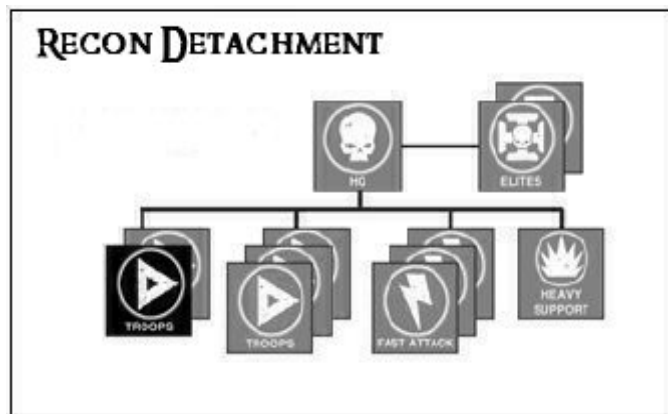 RECON DETACHMENT
HQ
ELITES
TROOPS
TROOPS
FAST ATTACK
HEAVY
SUPPORT